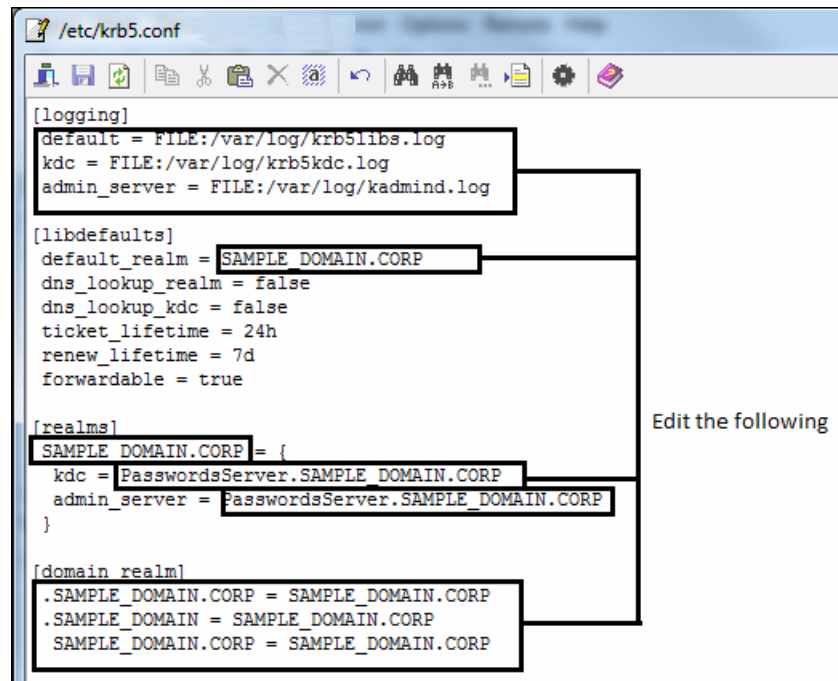 /etc/krb5.conf
[logging]
default = FILE:/var/log/krb5libs.log
kdc = FILE:/var/log/krb5kdc.log
admin_server = FILE:/var/log/kadmind.log
[libdefaults]
default_realm = SAMPLE_DOMAIN.CORP
dns_lookup_realm = false
dns_lookup_kdc = false
ticket_lifetime = 24h
renew_lifetime = 7d
forwardable = true
Edit the following
[realms]
SAMPLE_DOMAIN.CORP = {
kdc = PasswordsServer.SAMPLE_DOMAIN.CORP
admin_server = PasswordsServer.SAMPLE_DOMAIN.CORP
}
[domain_realm]
.SAMPLE_DOMAIN.CORP = SAMPLE_DOMAIN.CORP
.SAMPLE_DOMAIN = SAMPLE_DOMAIN.CORP
SAMPLE_DOMAIN.CORP = SAMPLE_DOMAIN.CORP